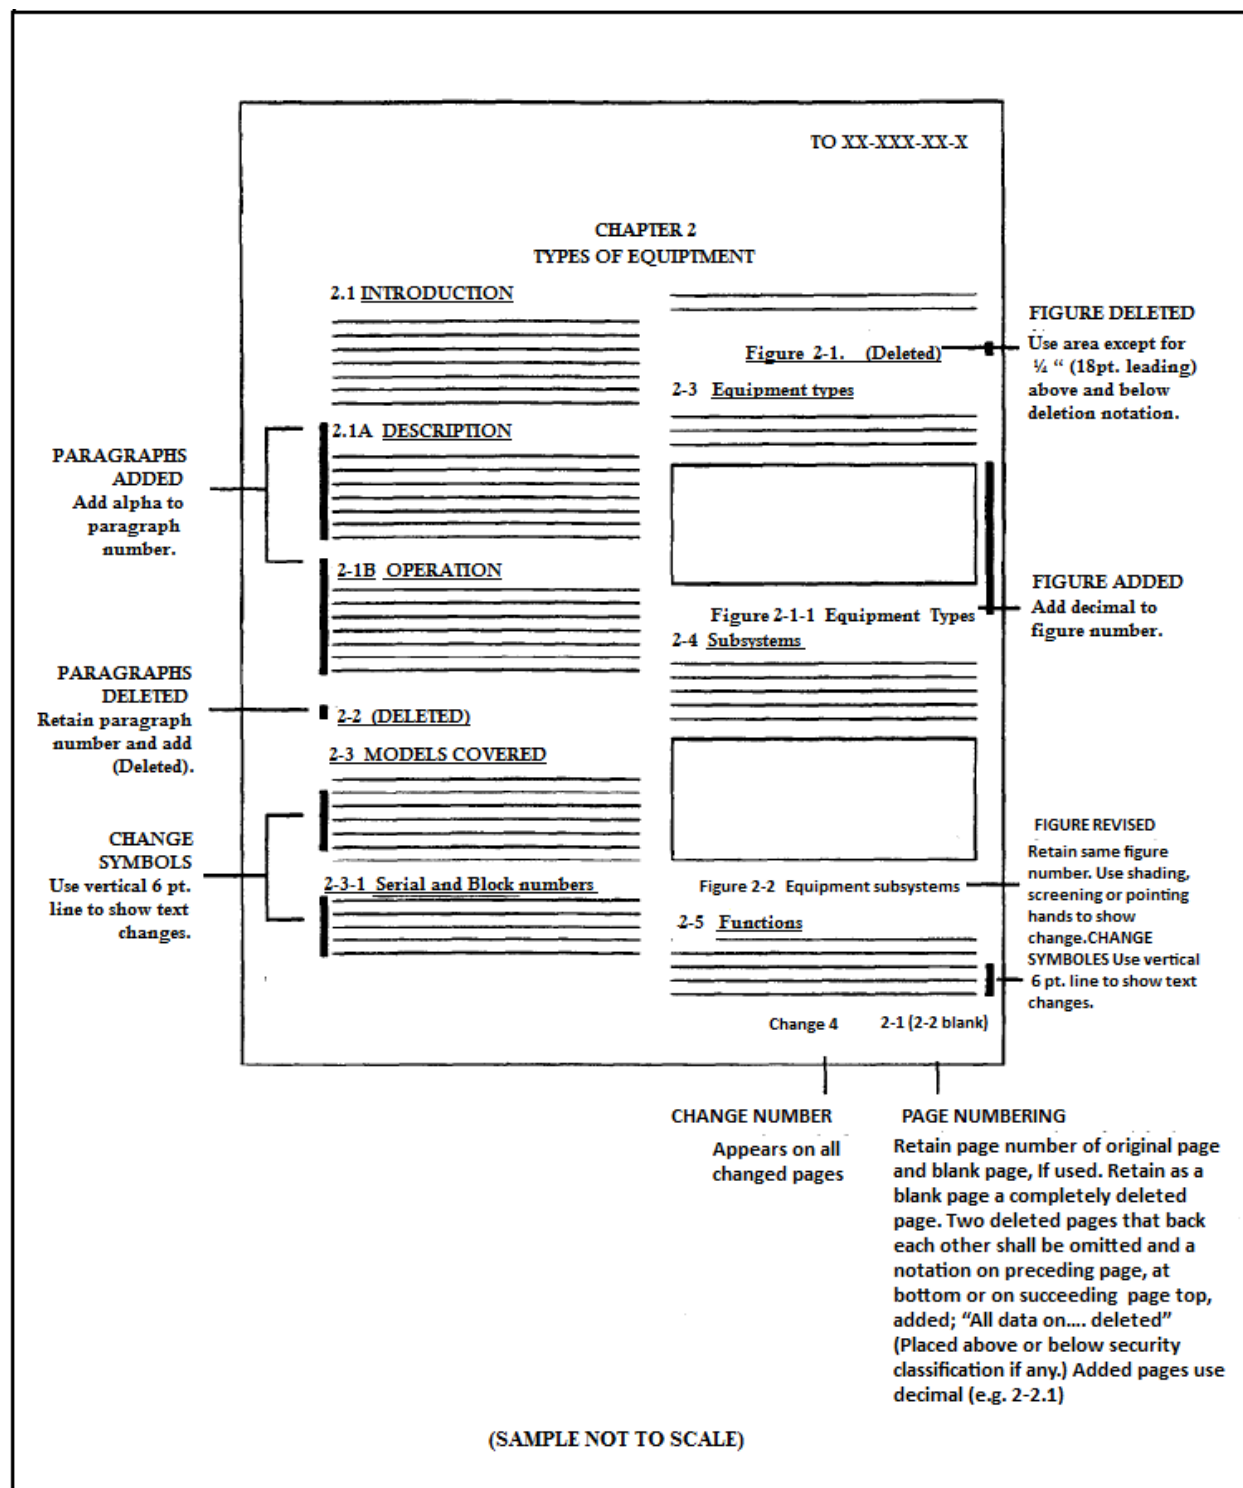 TO XX-XXX-XX-X
CHAPTER 2
TYPES OF EQUIPTMENT
2.1 INTRODUCTION
2.1A DESCRIPTION
2-1B OPERATION
2-2 (DELETED)
2-3 MODELS COVERED
2-3-1 Serial and Block numbers
Figure 2-1. (Deleted)
2-3 Equipment types
Figure 2-1-1 Equipment Types
2-4 Subsystems
Figure 2-2 Equipment subsystems
2-5 Functions
Change 4 2-1 (2-2 blank)
PARAGRAPHS
ADDED
Add alpha to
paragraph
number.
PARAGRAPHS
DELETED
Retain paragraph
number and add
(Deleted).
CHANGE
SYMBOLS
Use vertical 6 pt.
line to show text
changes.
FIGURE DELETED
Use area except for
¼ “ (18pt. leading)
above and below
deletion notation.
FIGURE ADDED
Add decimal to
figure number.
FIGURE REVISED
Retain same figure
number. Use shading,
screening or pointing
hands to show
change.CHANGE
SYMBOLES Use vertical
6 pt. line to show text
changes.
CHANGE NUMBER
Appears on all
changed pages
PAGE NUMBERING
Retain page number of original page
and blank page, If used. Retain as a
blank page a completely deleted
page. Two deleted pages that back
each other shall be omitted and a
notation on preceding page, at
bottom or on succeeding page top,
added; “All data on.... deleted”
(Placed above or below security
classification if any.) Added pages use
decimal (e.g. 2-2.1)
(SAMPLE NOT TO SCALE)